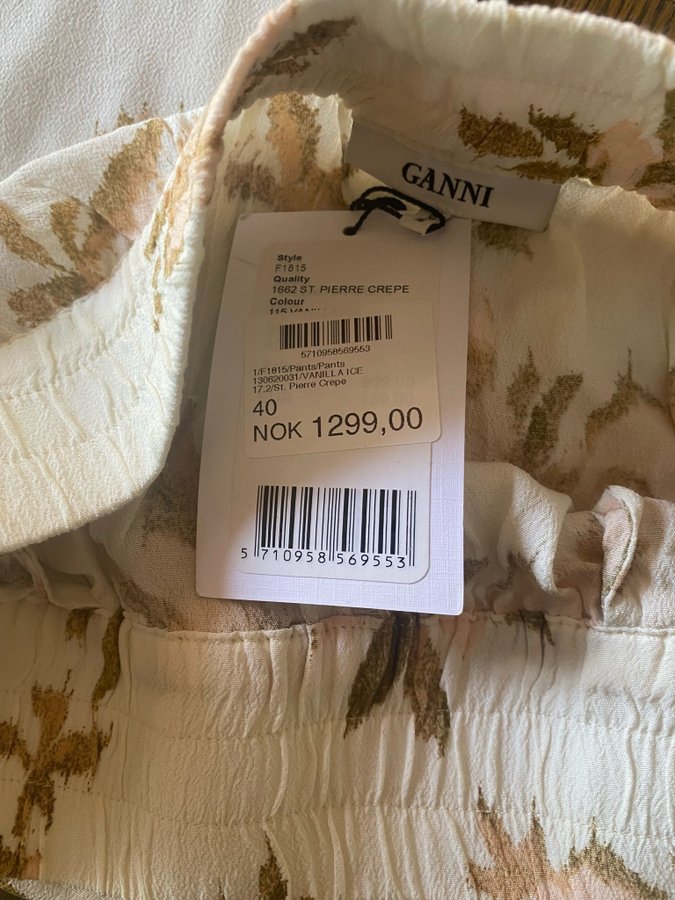 GANNI
Style
F1815
Quality
1662 ST. PIERRE CREPE
Colour
5710958569553
1/F1815/Pants/Pants
130620031/VANILLA ICE
17.2/St. Pierre Crepe
40
NOK 1299,00
5 710958 569553